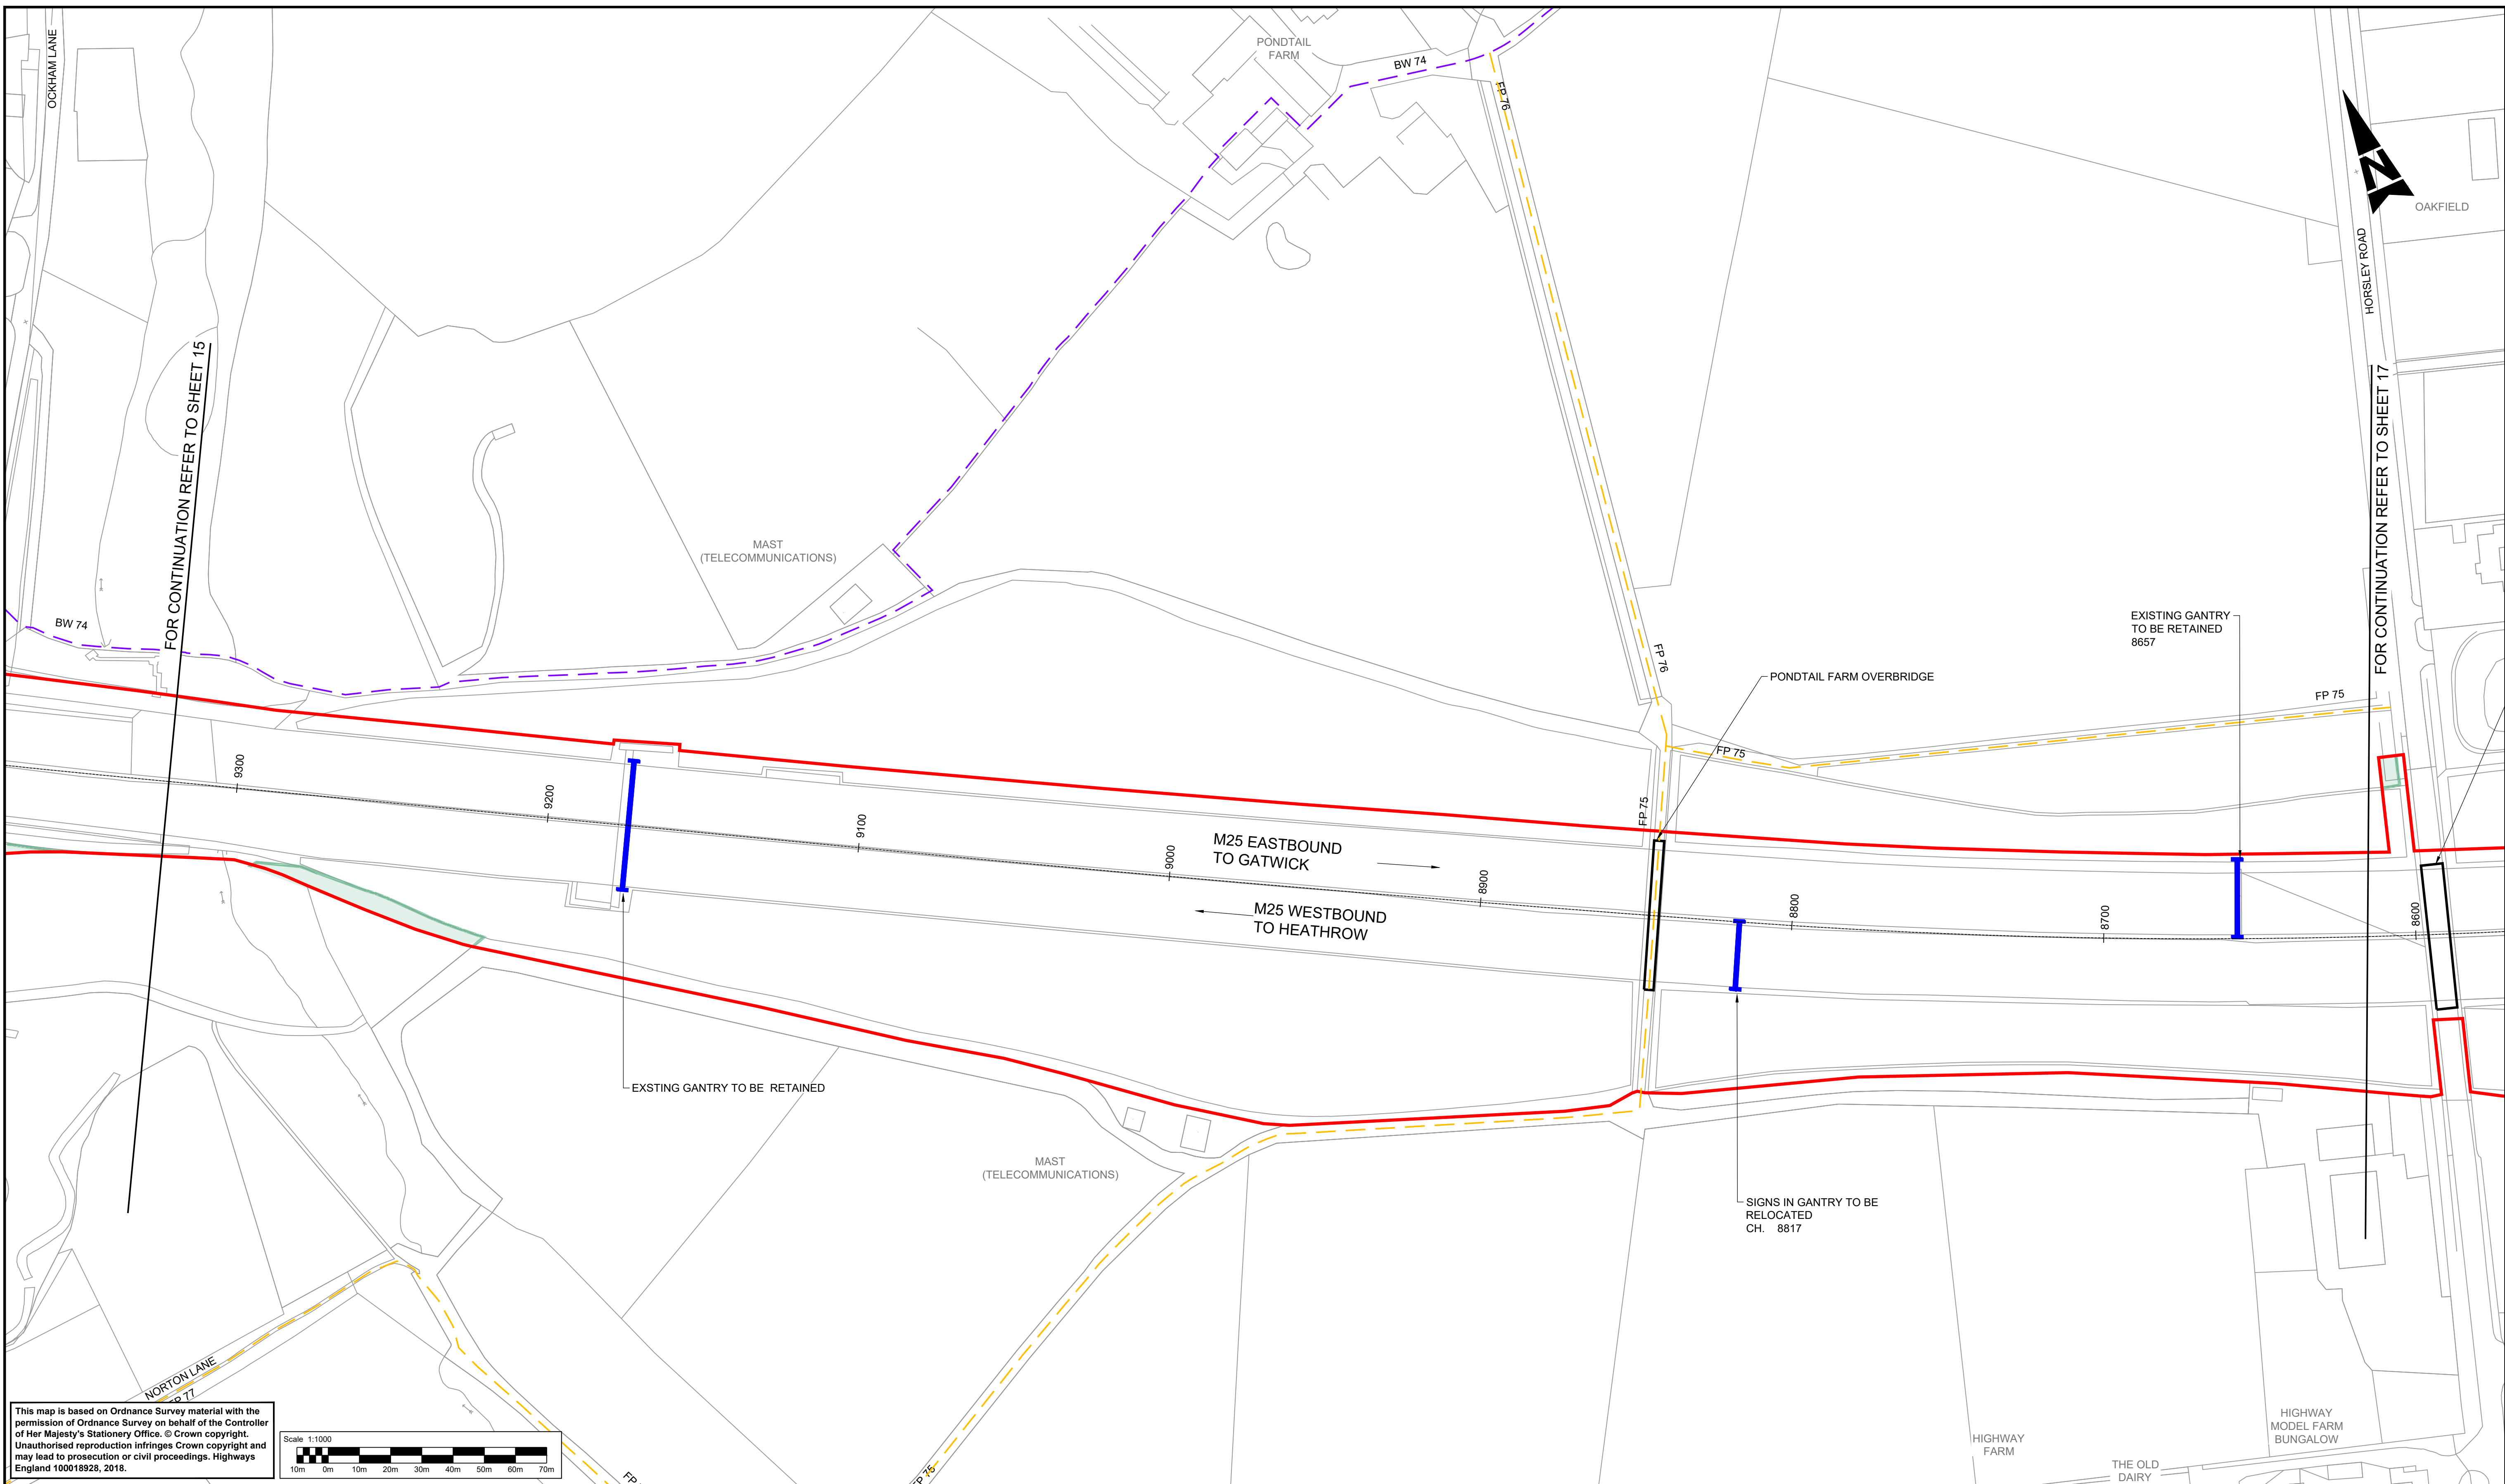 OCKHAM LANE
PONDTAIL
FARM
BW 74
FP 76
N
OAKFIELD
HORSLEY ROAD
FOR CONTINUATION REFER TO SHEET 15
FOR CONTINUATION REFER TO SHEET 17
MAST
(TELECOMMUNICATIONS)
BW 74
EXISTING GANTRY
TO BE RETAINED
8657
FP 76
PONDTAIL FARM OVERBRIDGE
FP 75
FP 75
FP 75
9300
9200
9100
9000
8900
8800
8700
8600
M25 EASTBOUND
TO GATWICK
M25 WESTBOUND
TO HEATHROW
EXSTING GANTRY TO BE  RETAINED
MAST
(TELECOMMUNICATIONS)
SIGNS IN GANTRY TO BE
RELOCATED
CH.   8817
NORTON LANE
FP 77
FP 75
HIGHWAY
FARM
HIGHWAY
MODEL FARM
BUNGALOW
THE OLD
DAIRY
This map is based on Ordnance Survey material with the
permission of Ordnance Survey on behalf of the Controller
of Her Majesty's Stationery Office. © Crown copyright.
Unauthorised reproduction infringes Crown copyright and
may lead to prosecution or civil proceedings. Highways
England 100018928, 2018.
Scale  1:1000
10m 0m 10m 20m 30m 40m 50m 60m 70m